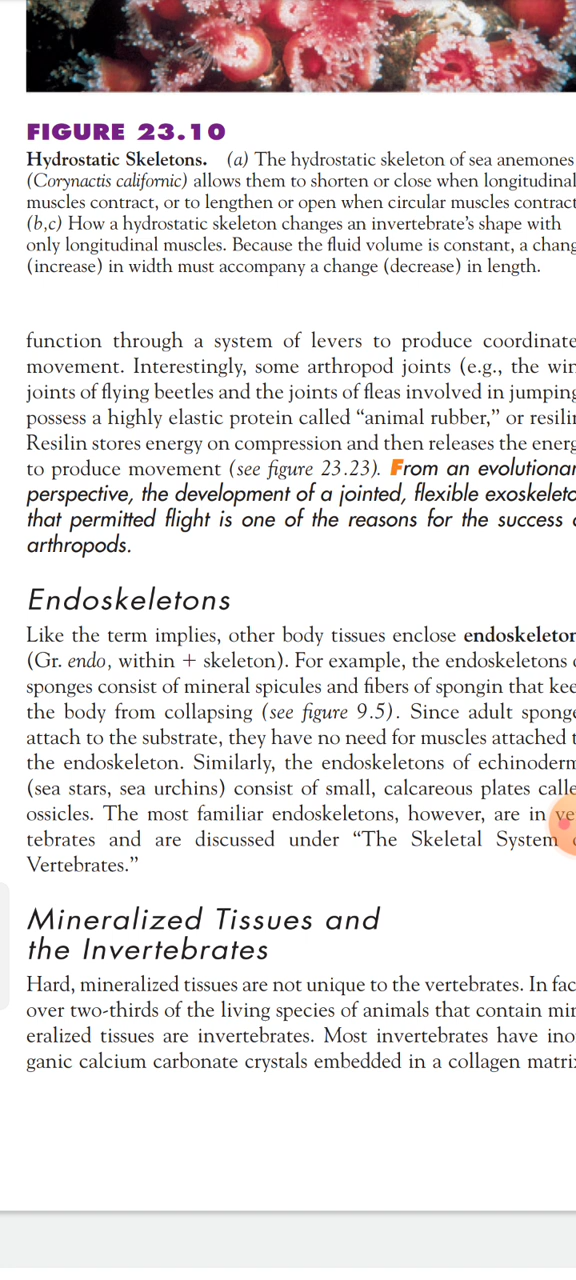 FIGURE 23.10
Hydrostatic Skeletons. (a) The hydrostatic skeleton of sea anemones
(Corynactis californic) allows them to shorten or close when longitudinal
muscles contract, or to lengthen or open when circular muscles contract
(b,c) How a hydrostatic skeleton changes an invertebrate's shape with
only longitudinal muscles. Because the fluid volume is constant, a chang
(increase) in width must accompany a change (decrease) in length.
function through a system of levers to produce coordinate
movement. Interestingly, some arthropod joints (e.g., the win
joints of flying beetles and the joints of fleas involved in jumping
possess a highly elastic protein called "animal rubber," or resilin
Resilin stores energy on compression and then releases the energ
to produce movement (see figure 23.23). From an evolutionar
perspective, the development of a jointed, flexible exoskeleto
that permitted flight is one of the reasons for the success o
arthropods.
Endoskeletons
Like the term implies, other body tissues enclose endoskeleton
(Gr. endo, within + skeleton). For example, the endoskeletons o
sponges consist of mineral spicules and fibers of spongin that kee
the body from collapsing (see figure 9.5). Since adult sponge
attach to the substrate, they have no need for muscles attached t
the endoskeleton. Similarly, the endoskeletons of echinoderm
(sea stars, sea urchins) consist of small, calcareous plates calle
ossicles. The most familiar endoskeletons, however, are in ve
tebrates and are discussed under "The Skeletal System o
Vertebrates."
Mineralized Tissues and
the Invertebrates
Hard, mineralized tissues are not unique to the vertebrates. In fac
over two-thirds of the living species of animals that contain min
eralized tissues are invertebrates. Most invertebrates have ino
ganic calcium carbonate crystals embedded in a collagen matrix